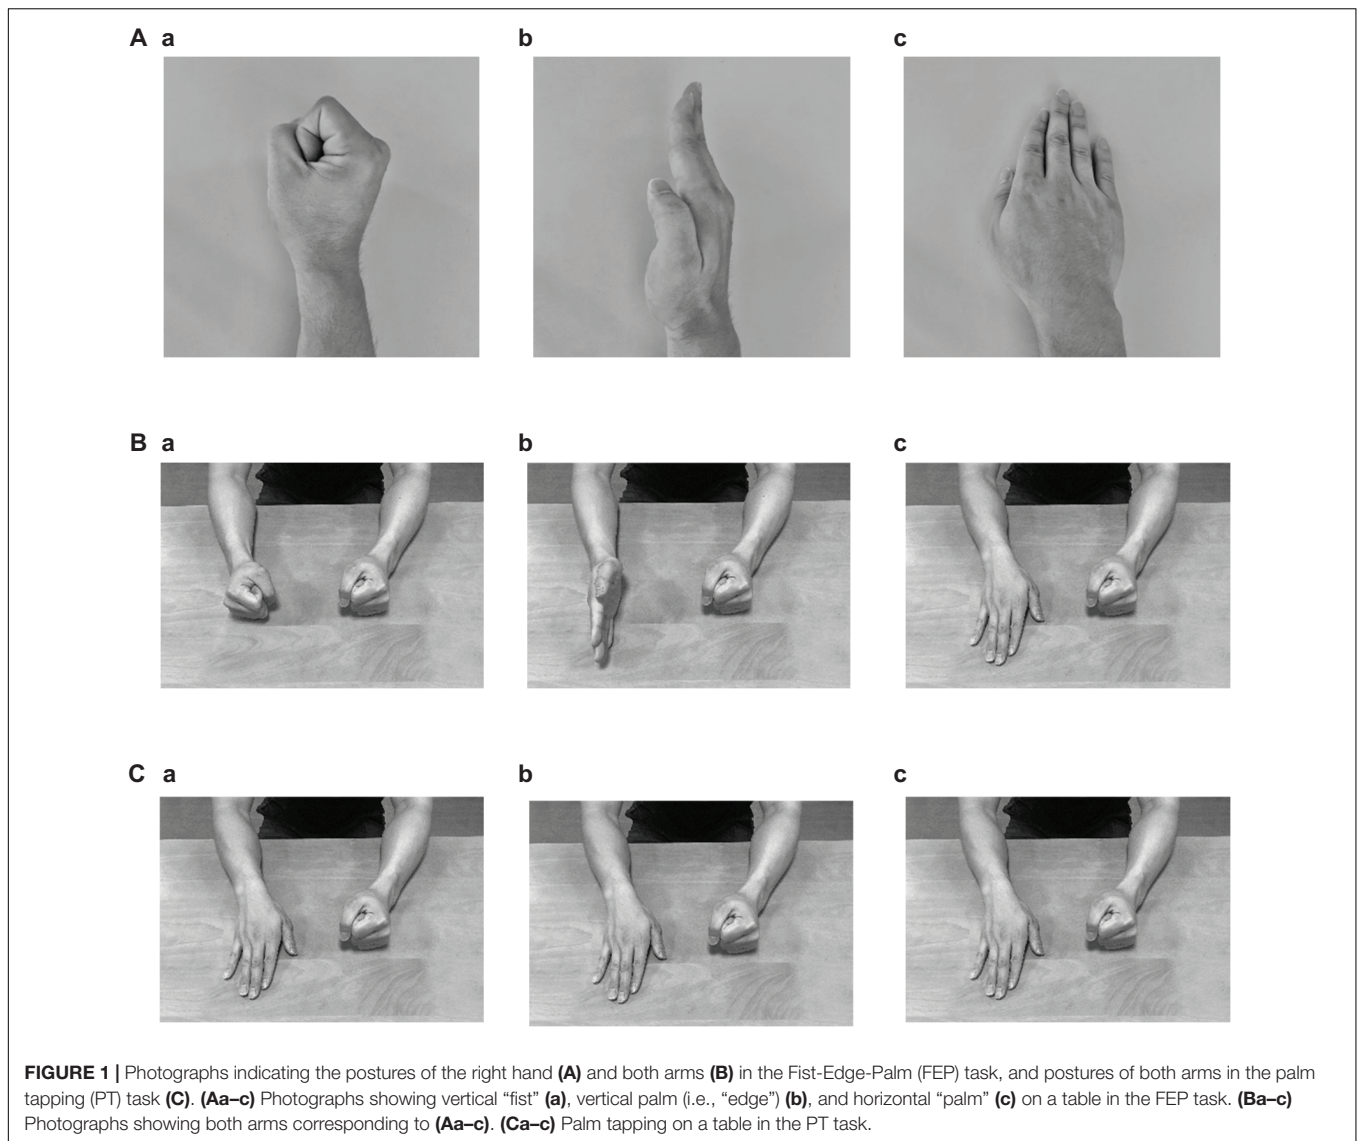 A a b c
B a b c
C a b c
FIGURE 1 | Photographs indicating the postures of the right hand (A) and both arms (B) in the Fist-Edge-Palm (FEP) task, and postures of both arms in the palm
tapping (PT) task (C). (Aa–c) Photographs showing vertical “fist” (a), vertical palm (i.e., “edge”) (b), and horizontal “palm” (c) on a table in the FEP task. (Ba–c)
Photographs showing both arms corresponding to (Aa–c). (Ca–c) Palm tapping on a table in the PT task.